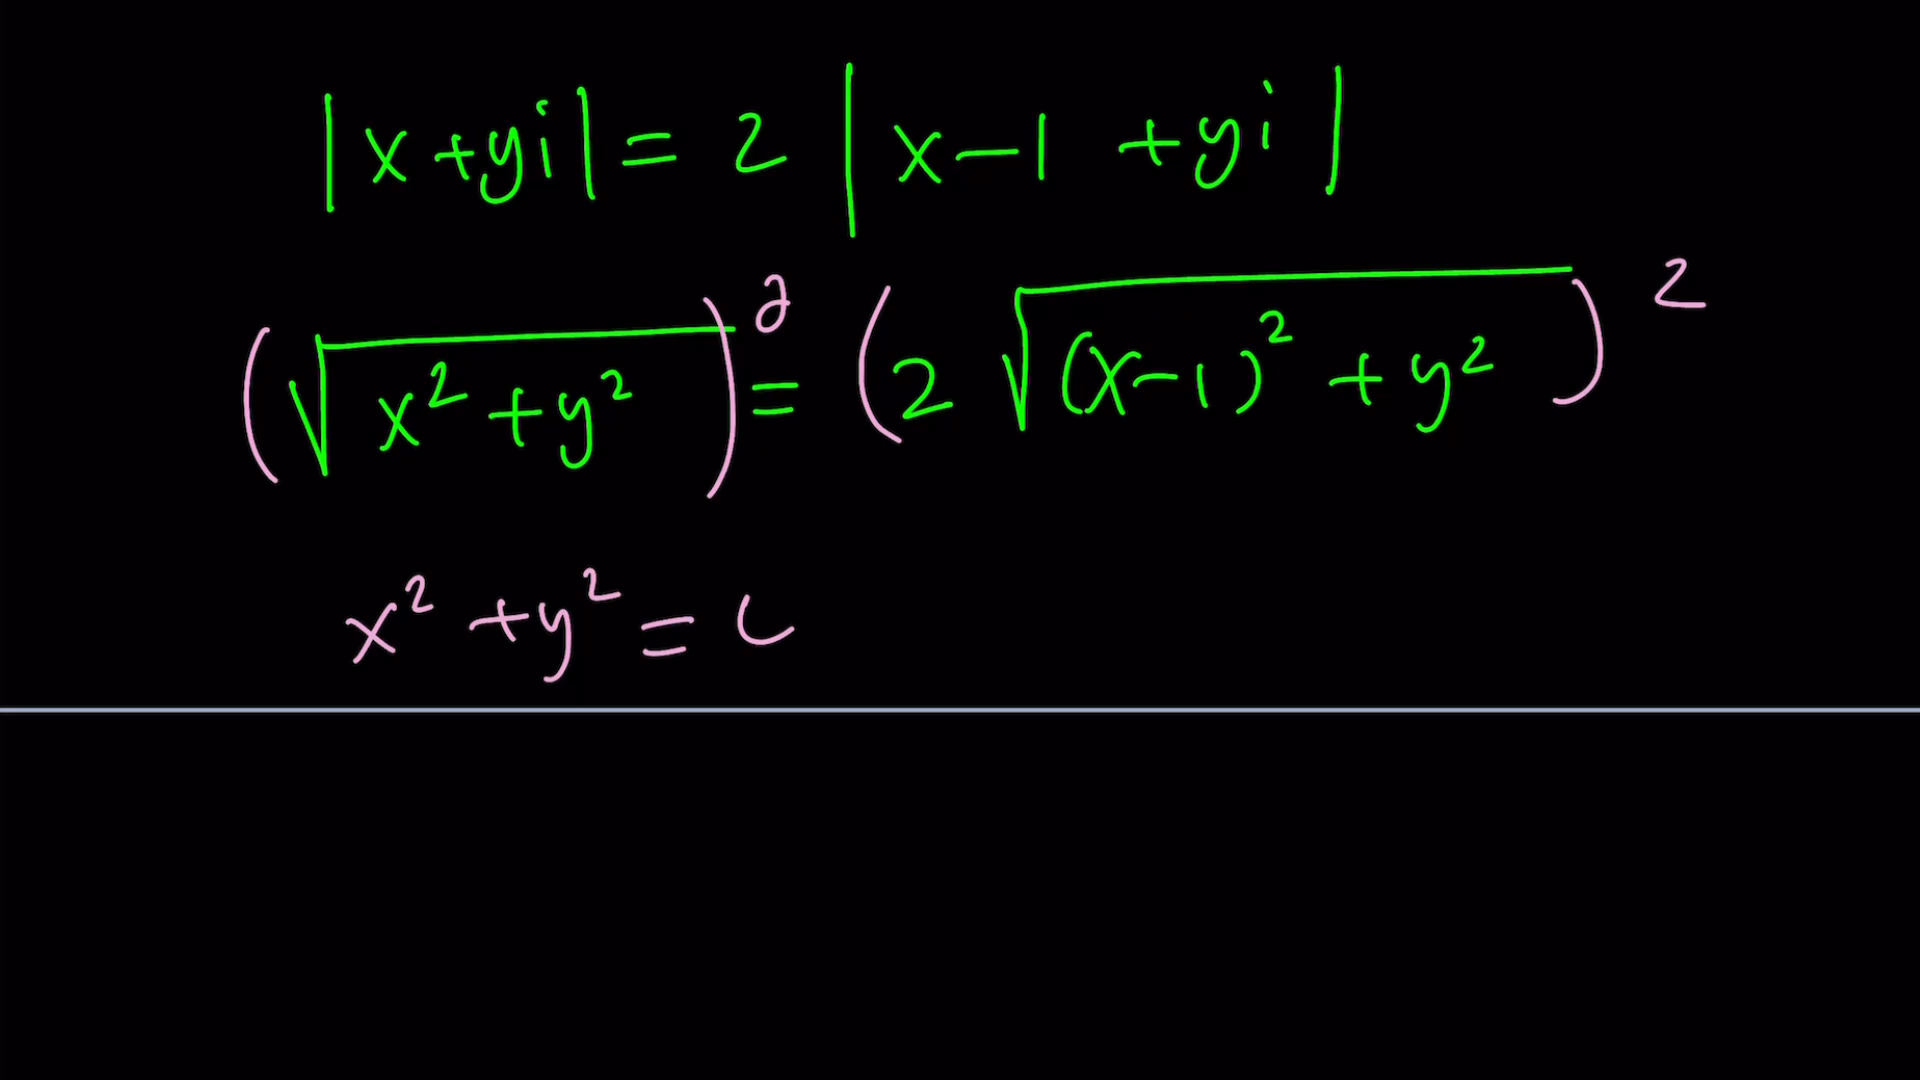 |x+yi| = 2 |x-1 +yi|
(√(x²+y²))² = (2√((x-1)²+y²))²
x²+y² =